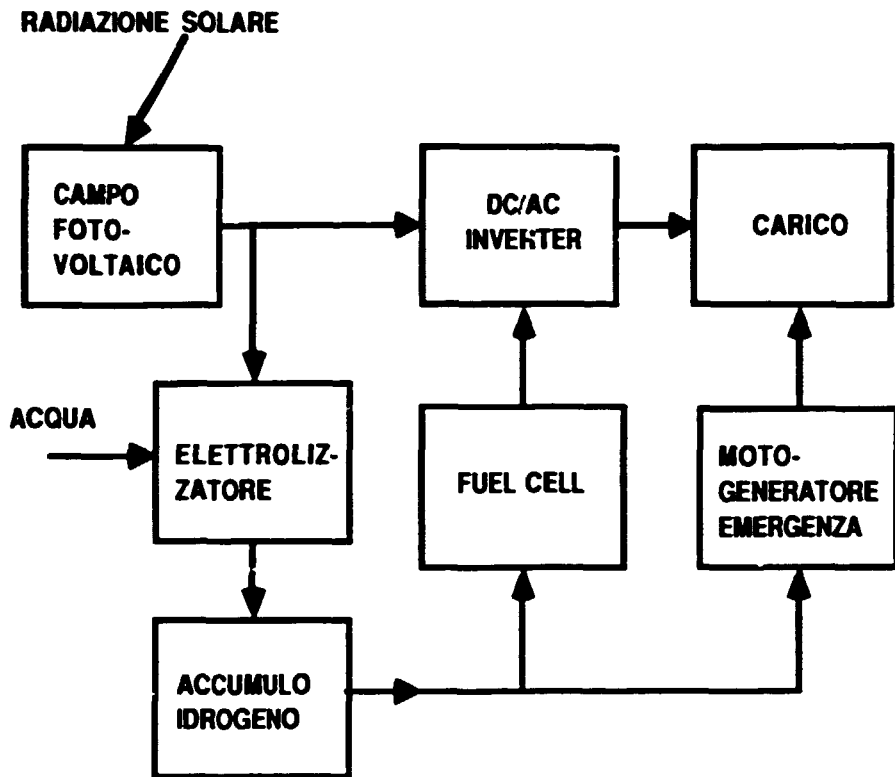 RADIAZIONE SOLARE
CAMPO
FOTO-
VOLTAICO
DC/AC
INVERTER
CARICO
ACQUA
ELETTROLIZ-
ZATORE
FUEL CELL
MOTO-
GENERATORE
EMERGENZA
ACCUMULO
IDROGENO